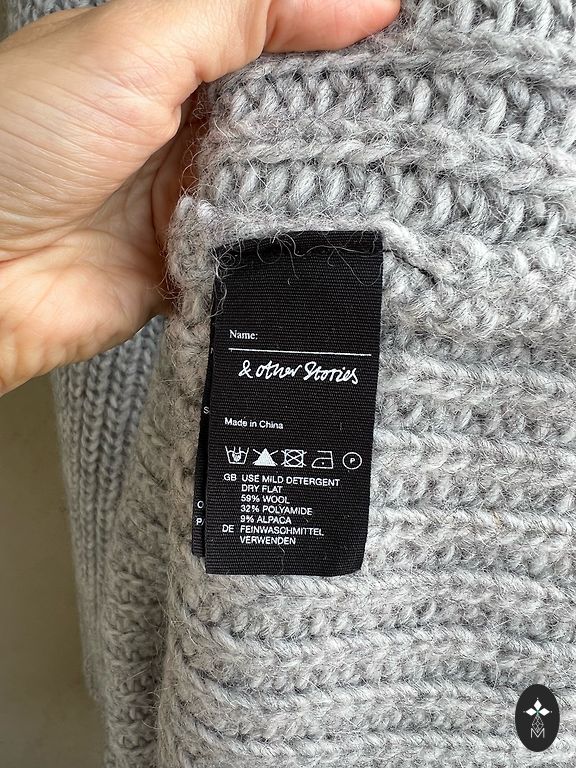 Name:
& other Stories
S
Made in China
P
GB USE MILD DETERGENT
DRY FLAT
59% WOOL
32% POLYAMIDE
9% ALPACA
DE FEINWASCHMITTEL
VERWENDEN
O
P
M